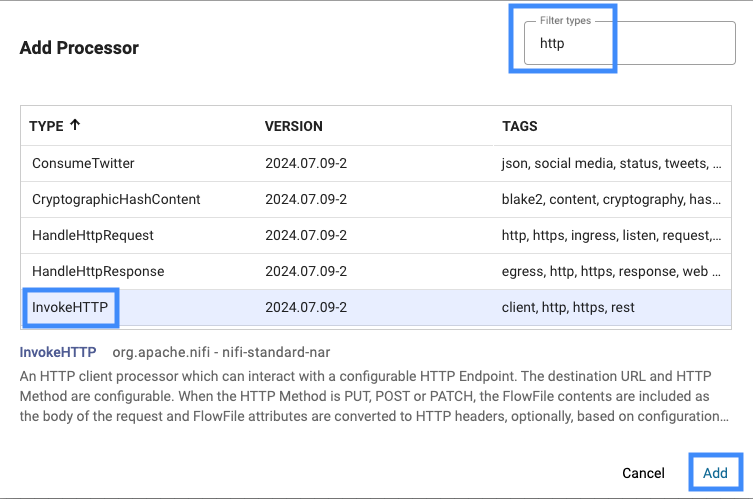 Filter types
Add Processor
http
TYPE ↑ VERSION TAGS
ConsumeTwitter 2024.07.09-2 json, social media, status, tweets, ...
CryptographicHashContent 2024.07.09-2 blake2, content, cryptography, has...
HandleHttpRequest 2024.07.09-2 http, https, ingress, listen, request,...
HandleHttpResponse 2024.07.09-2 egress, http, https, response, web ...
InvokeHTTP 2024.07.09-2 client, http, https, rest
InvokeHTTP org.apache.nifi - nifi-standard-nar
An HTTP client processor which can interact with a configurable HTTP Endpoint. The destination URL and HTTP
Method are configurable. When the HTTP Method is PUT, POST or PATCH, the FlowFile contents are included as
the body of the request and FlowFile attributes are converted to HTTP headers, optionally, based on configuration...
Cancel Add